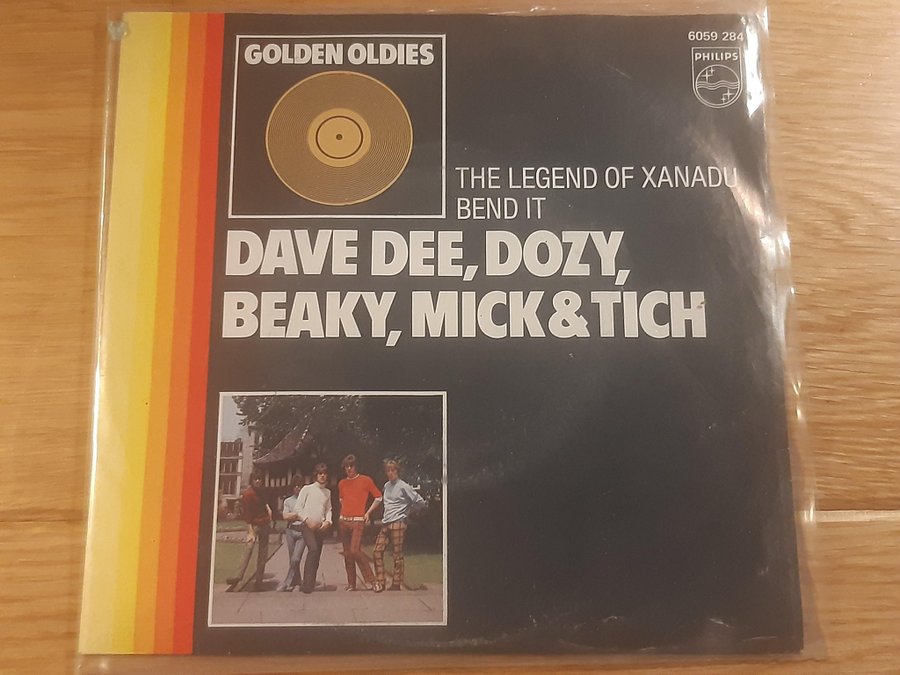 GOLDEN OLDIES
6059 284
PHILIPS
THE LEGEND OF XANADU
BEND IT
DAVE DEE, DOZY,
BEAKY, MICK & TICH